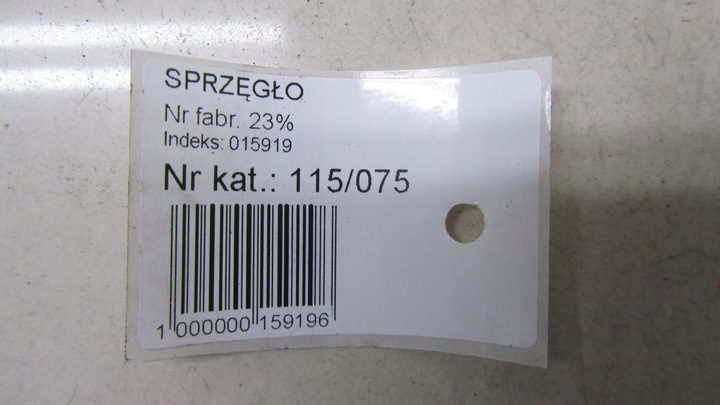 SPRZĘGŁO
Nr fabr. 23%
Indeks: 015919
Nr kat.: 115/075
1 000000 159196